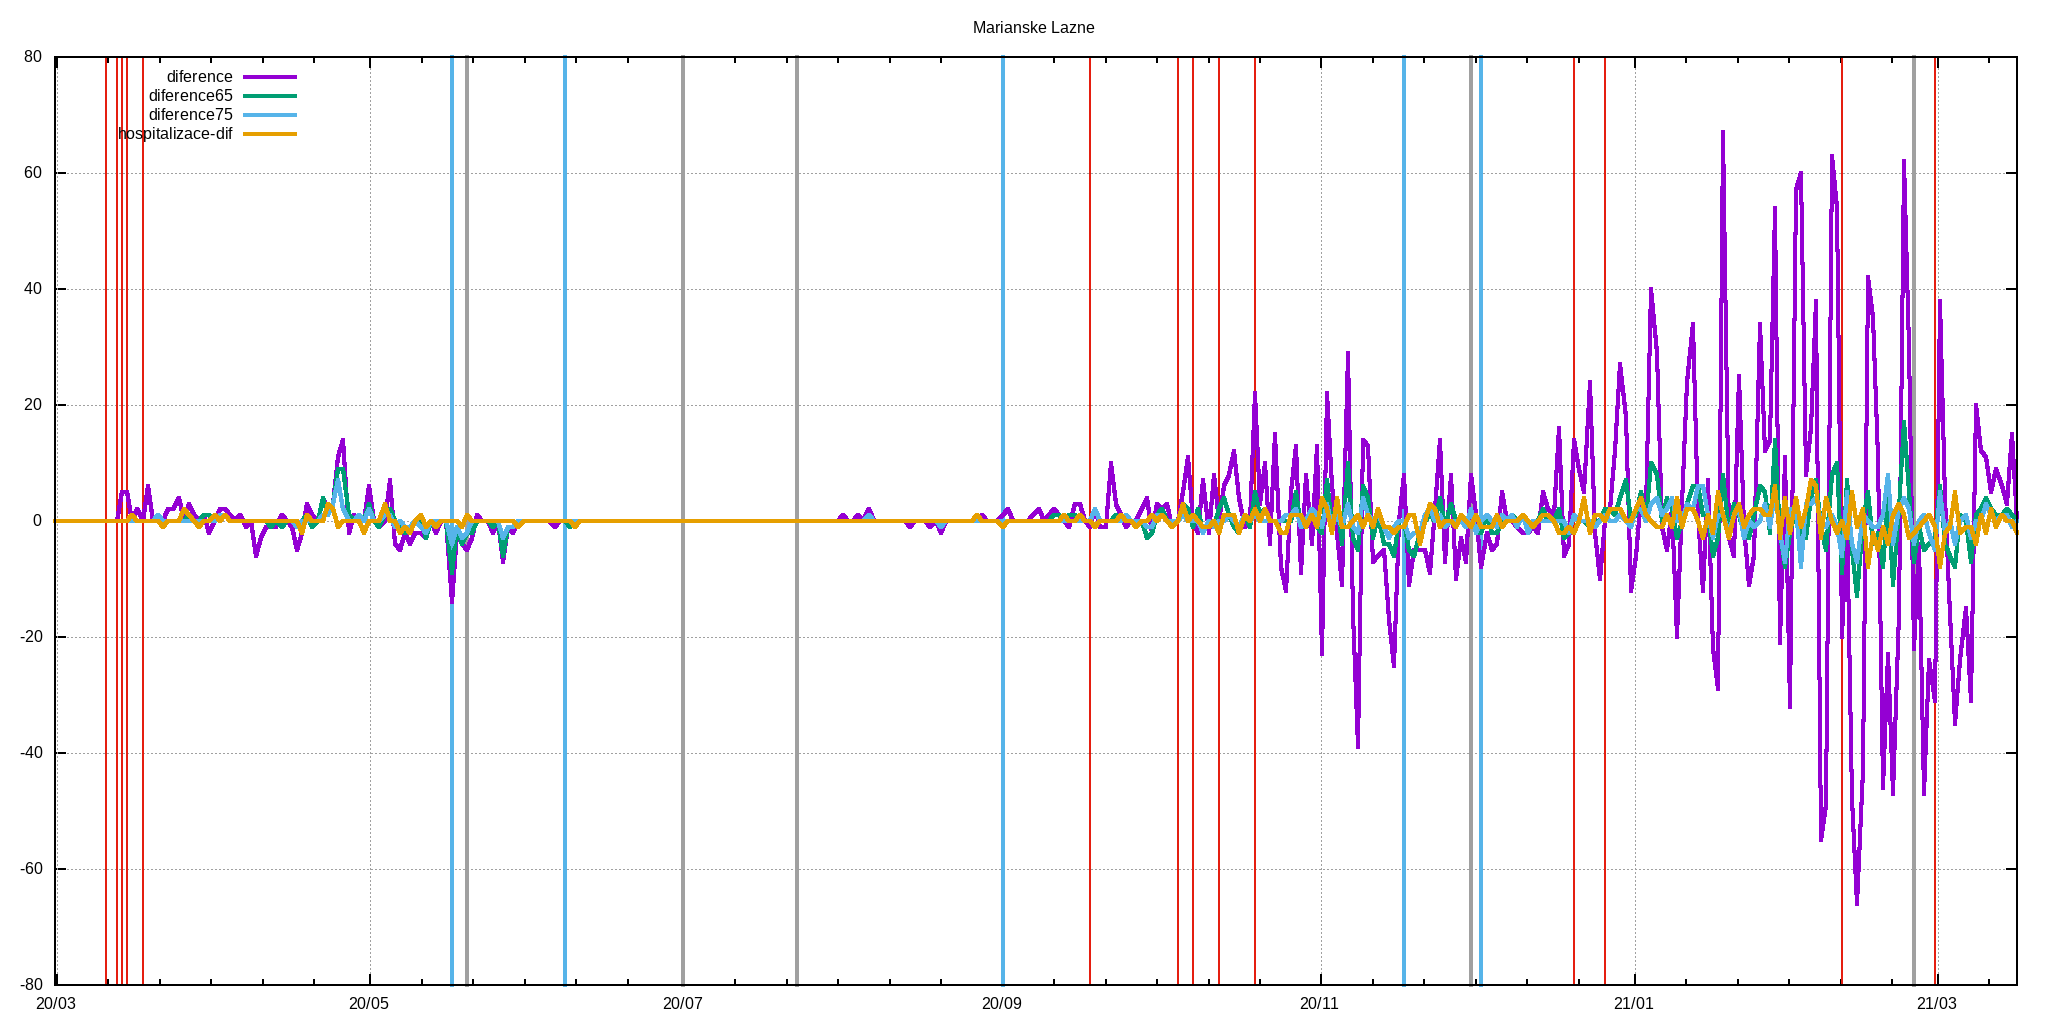 Marianske Lazne
80
diference
diference65
diference75
hospitalizace-dif
60
40
20
0
-20
-40
-60
-80
20/03 20/05 20/07 20/09 20/11 21/01 21/03